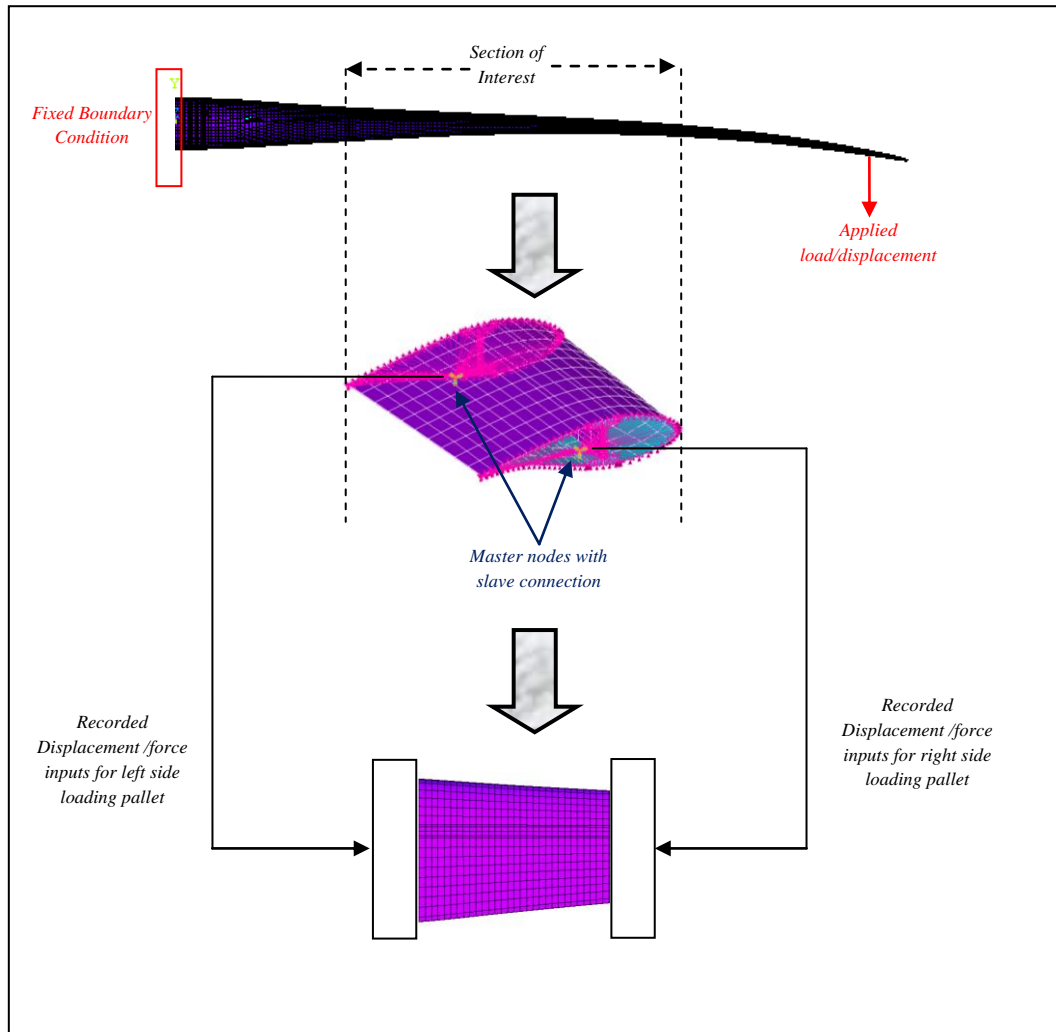 Section of
Interest
Y
Fixed Boundary
Condition
Applied
load/displacement
Master nodes with
slave connection
Recorded
Displacement /force
inputs for left side
loading pallet
Recorded
Displacement /force
inputs for right side
loading pallet